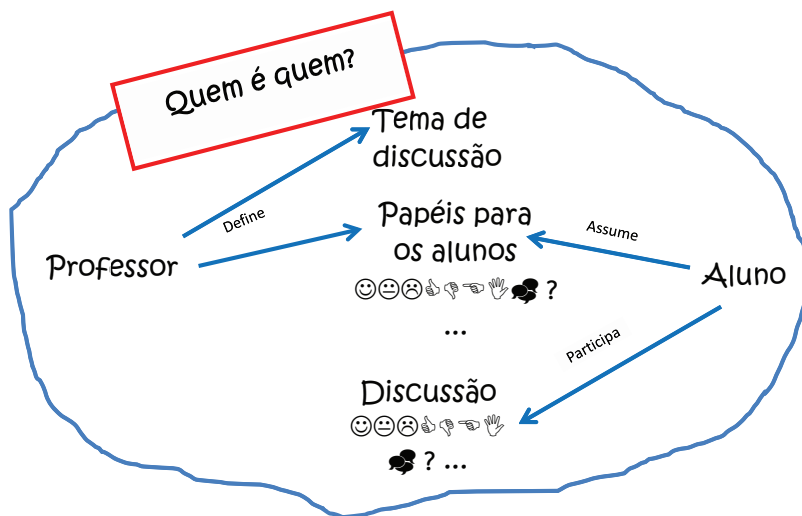 Quem é quem?
Tema de
discussão
Define
Papéis para
os alunos
Assume
Professor
Aluno
☺😐☹👍👎☜🖐🗪 ?
...
Participa
Discussão
☺😐☹👍👎☜🖐
🗪 ? ...